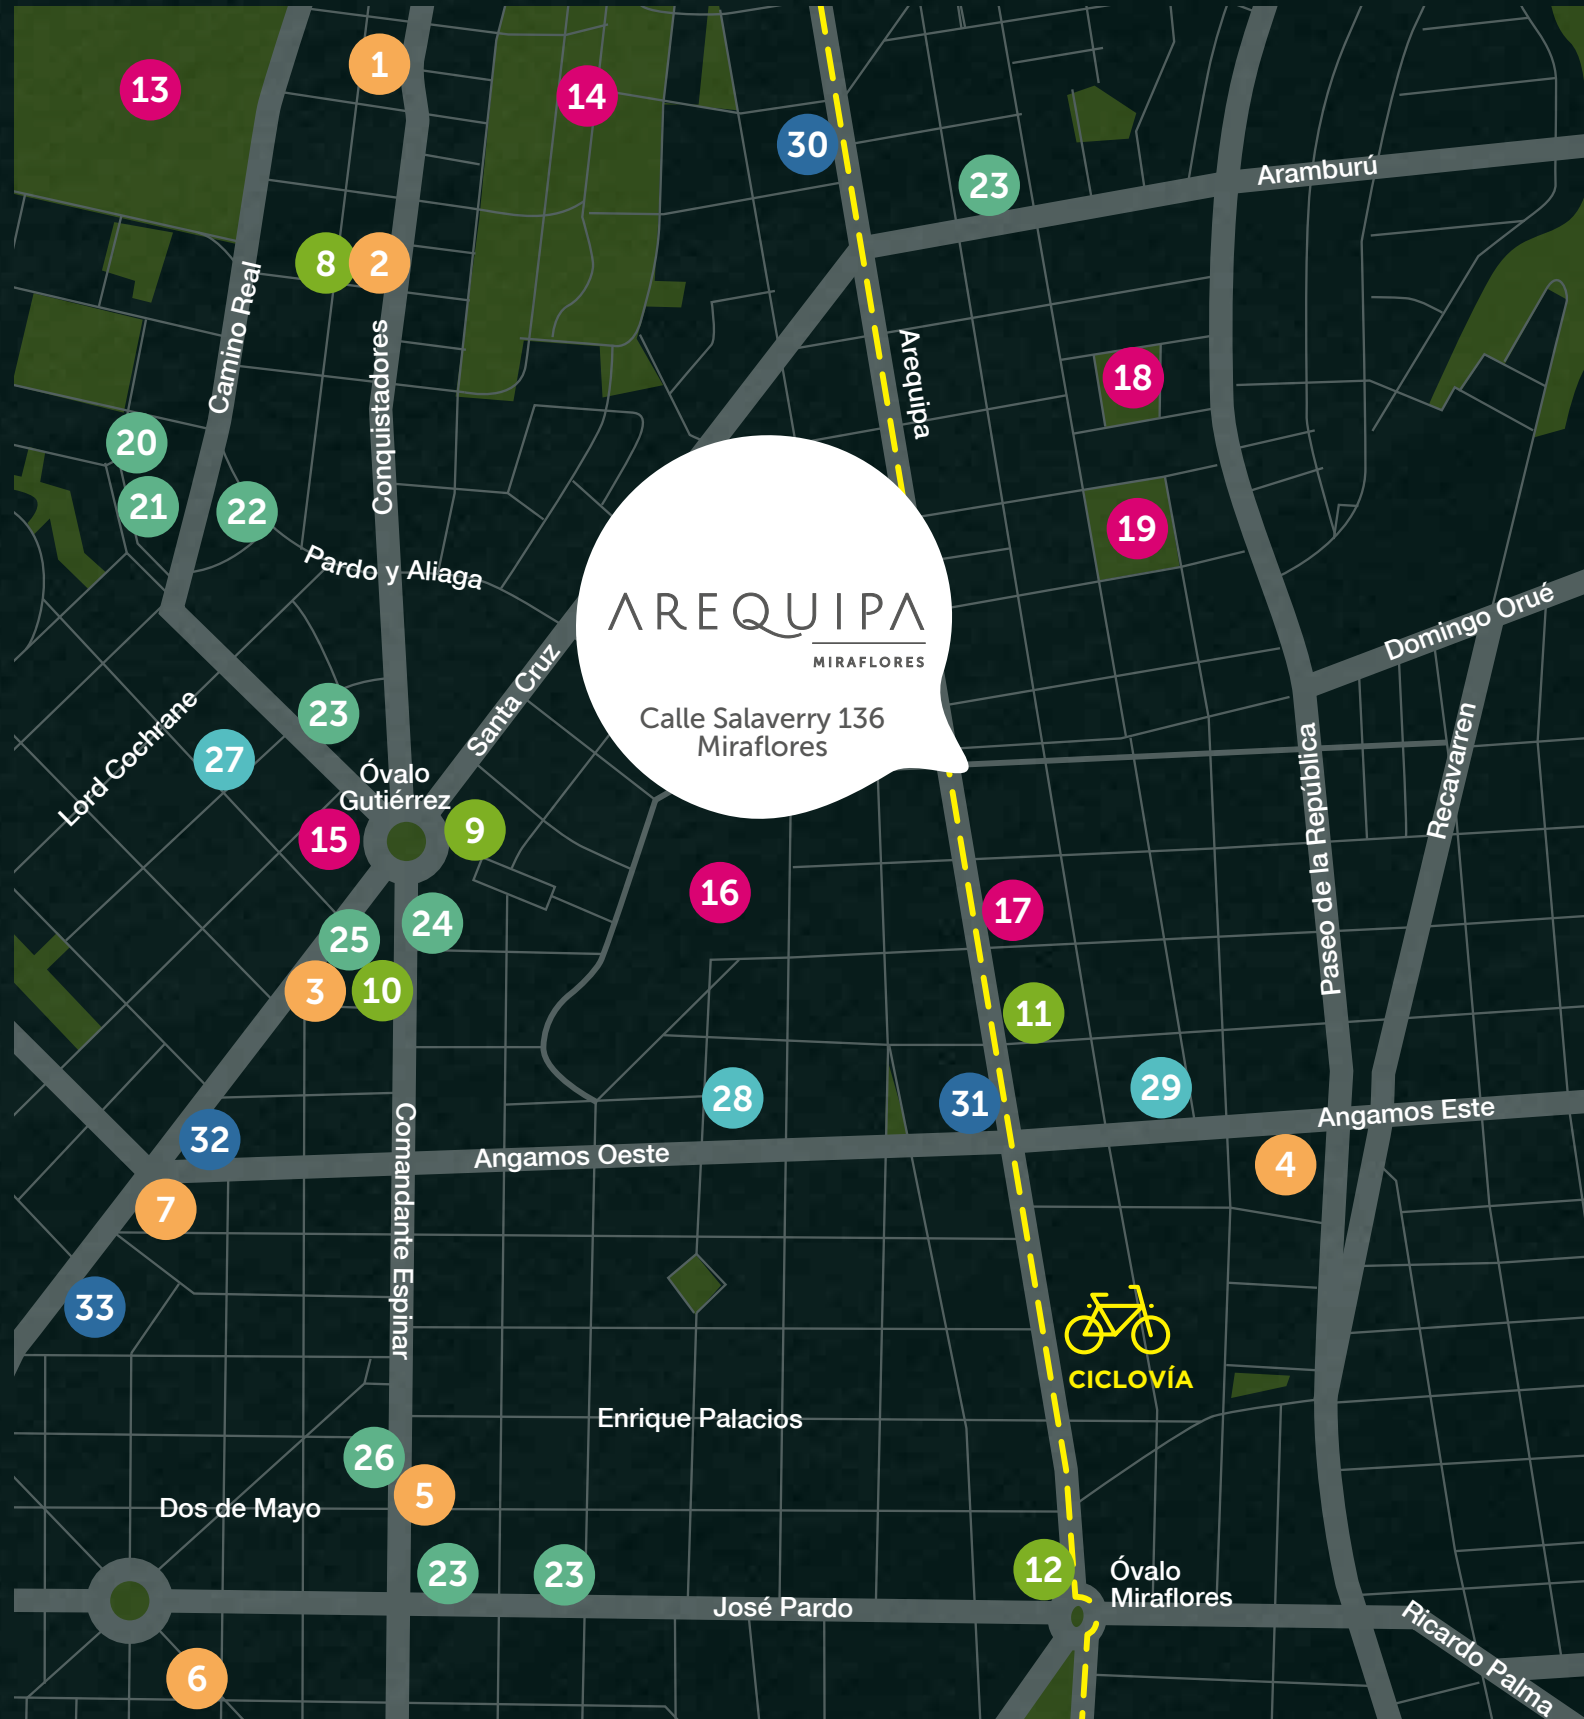 13
1
14
30
23
Aramburú
8
2
Camino Real
Conquistadores
Arequipa
18
20
21
22
19
Pardo y Aliaga
AREQUIPA
MIRAFLORES
Calle Salaverry 136
Miraflores
Domingo Orué
Santa Cruz
Lord Cochrane
23
27
Óvalo
Gutiérrez
15
9
Paseo de la República
Recavarren
16
17
24
25
3
10
11
28
31
29
32
Angamos Oeste
Angamos Este
4
7
Comandante Espinar
33
CICLOVÍA
Enrique Palacios
26
5
Dos de Mayo
23
23
12
Óvalo
Miraflores
José Pardo
Ricardo Palma
6